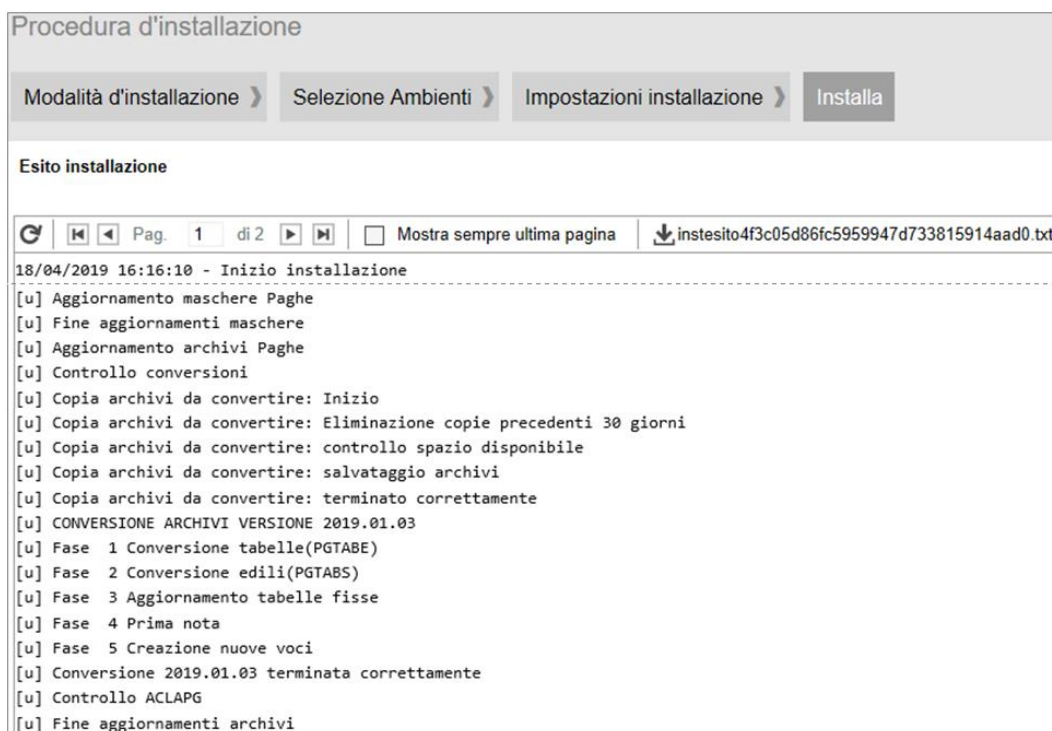 Procedura d'installazione
Modalità d'installazione ❱ Selezione Ambienti ❱ Impostazioni installazione ❱ Installa
Esito installazione
Pag. 1 di 2 Mostra sempre ultima pagina instesito4f3c05d86fc5959947d733815914aad0.txt
18/04/2019 16:16:10 - Inizio installazione
[u] Aggiornamento maschere Paghe
[u] Fine aggiornamenti maschere
[u] Aggiornamento archivi Paghe
[u] Controllo conversioni
[u] Copia archivi da convertire: Inizio
[u] Copia archivi da convertire: Eliminazione copie precedenti 30 giorni
[u] Copia archivi da convertire: controllo spazio disponibile
[u] Copia archivi da convertire: salvataggio archivi
[u] Copia archivi da convertire: terminato correttamente
[u] CONVERSIONE ARCHIVI VERSIONE 2019.01.03
[u] Fase  1 Conversione tabelle(PGTABE)
[u] Fase  2 Conversione edili(PGTABS)
[u] Fase  3 Aggiornamento tabelle fisse
[u] Fase  4 Prima nota
[u] Fase  5 Creazione nuove voci
[u] Conversione 2019.01.03 terminata correttamente
[u] Controllo ACLAPG
[u] Fine aggiornamenti archivi